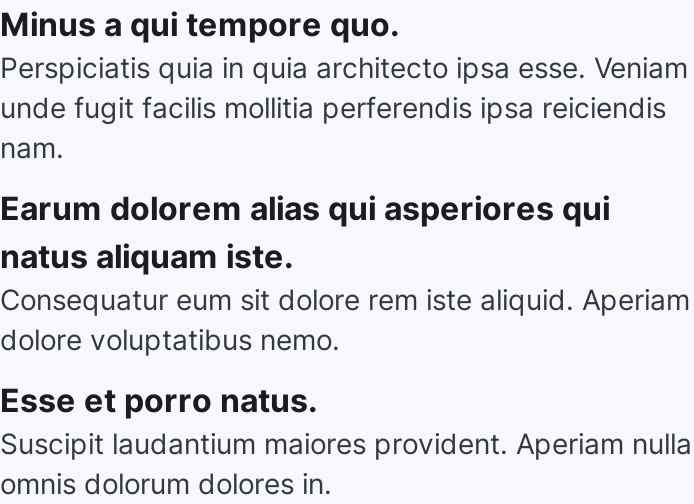 Minus a qui tempore quo.
Perspiciatis quia in quia architecto ipsa esse. Veniam
unde fugit facilis mollitia perferendis ipsa reiciendis
nam.
Earum dolorem alias qui asperiores qui
natus aliquam iste.
Consequatur eum sit dolore rem iste aliquid. Aperiam
dolore voluptatibus nemo.
Esse et porro natus.
Suscipit laudantium maiores provident. Aperiam nulla
omnis dolorum dolores in.